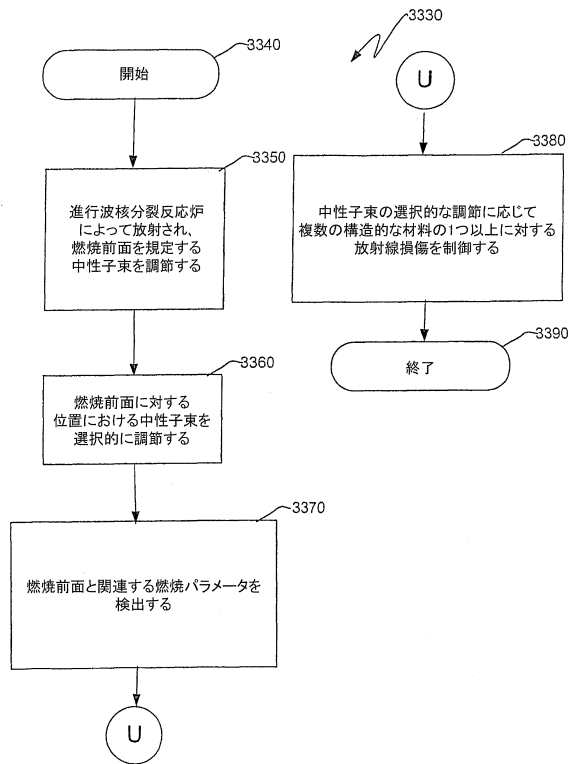 3340
開始
3350
進行波核分裂反応炉
によって放射され、
燃焼前面を規定する
中性子束を調節する
3360
燃焼前面に対する
位置における中性子束を
選択的に調節する
3370
燃焼前面と関連する燃焼パラメータを
検出する
U
3330
U
3380
中性子束の選択的な調節に応じて
複数の構造的な材料の1つ以上に対する
放射線損傷を制御する
3390
終了